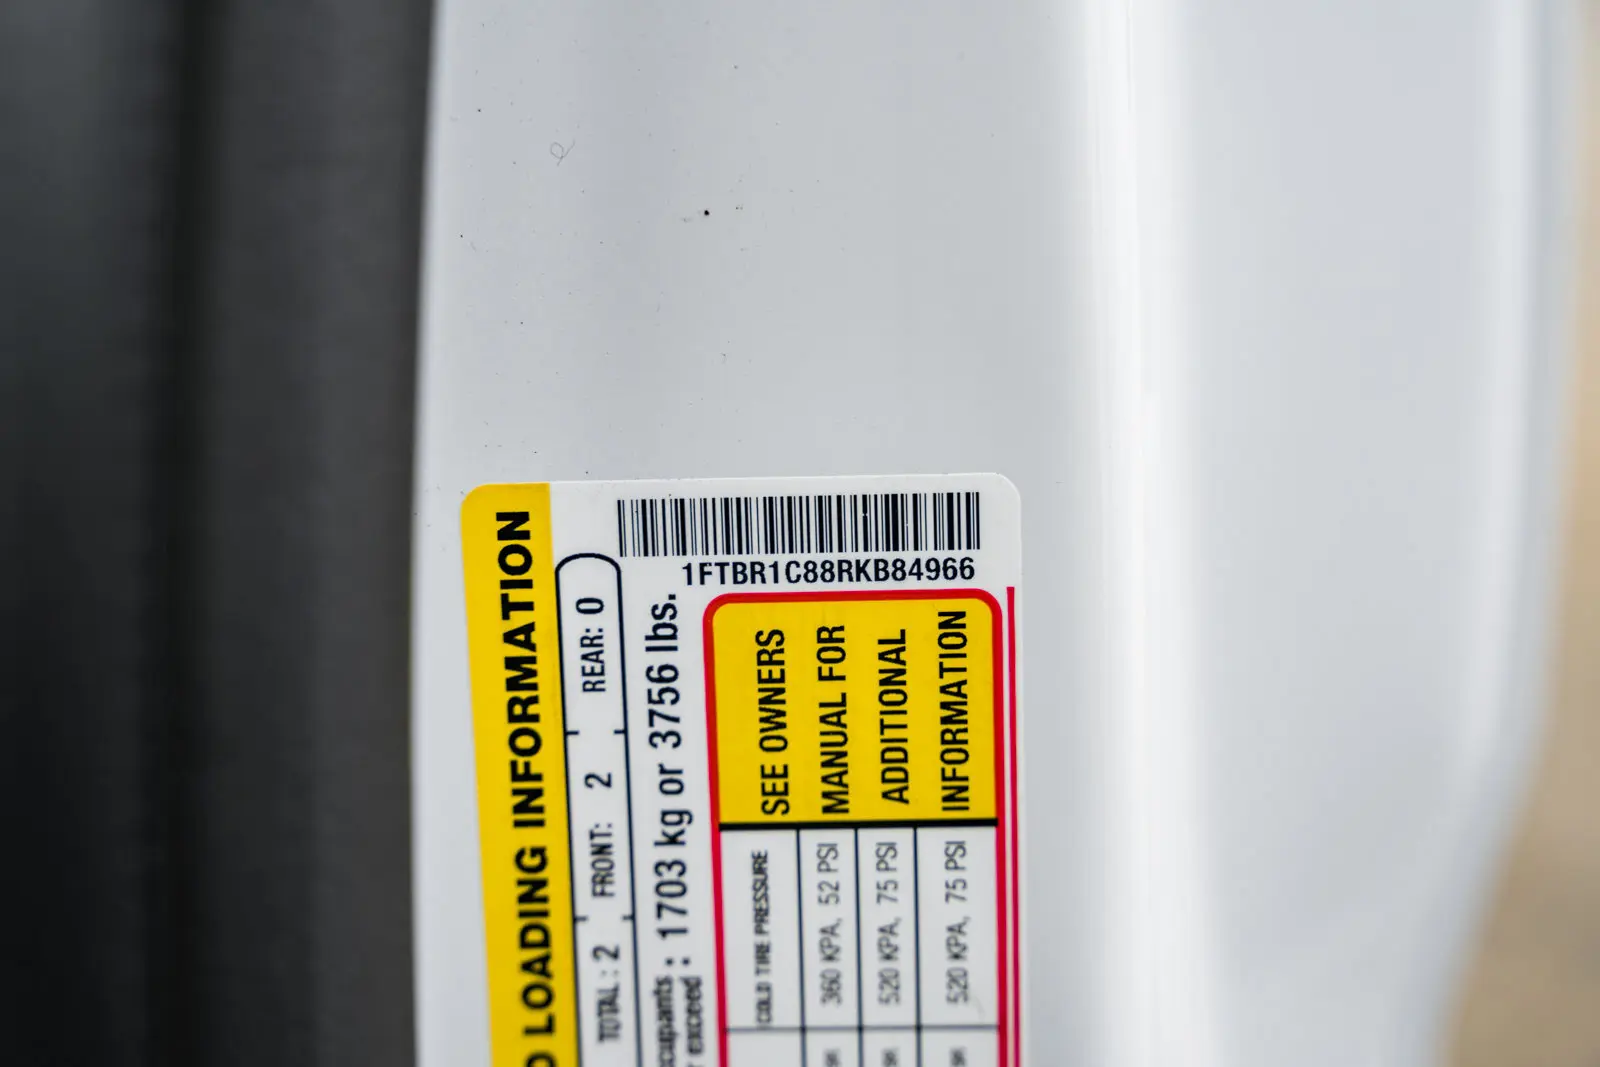 1FTBR1C88RKB84966
LOADING INFORMATION
TOTAL: 2 FRONT: 2 REAR: 0
exceed : 1703 kg or 3756 lbs.
COLD TIRE PRESSURE
360 KPA, 52 PSI
520 KPA, 75 PSI
520 KPA, 75 PSI
SEE OWNERS
MANUAL FOR
ADDITIONAL
INFORMATION